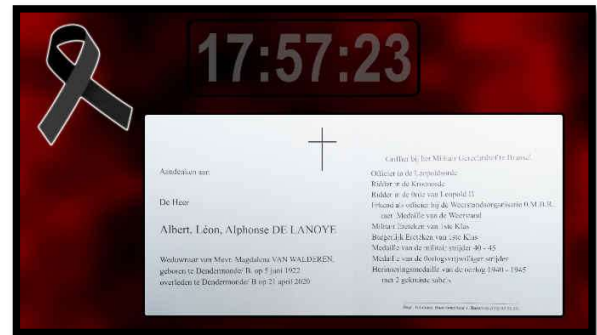 17:57:23
Aandenken aan
De Heer
Albert, Léon, Alphonse DE LANOYE
Weduwnaar van Mevr. Magdalena VAN WALDEREN,
geboren te Dendermonde/ B. op 5 juni 1922
overleden te Dendermonde/ B op 21 april 2020
Griffier bij het Militair Gerechtshof te Brussel
Officier in de Leopoldsorde
Ridder in de Kroonorde
Ridder in de Orde van Leopold II
Erkend als officier bij de Weerstandsorganisatie O.M.B.R.
met Medaille van de Weerstand
Militair Ereteken van 1ste Klas
Burgerlijk Ereteken van 1ste Klas
Medaille van de militair strijder 40 - 45
Medaille van de Oorlogsvrijwilliger strijder
Herinneringsmedaille van de oorlog 1940 - 1945
met 2 gekruiste sabels